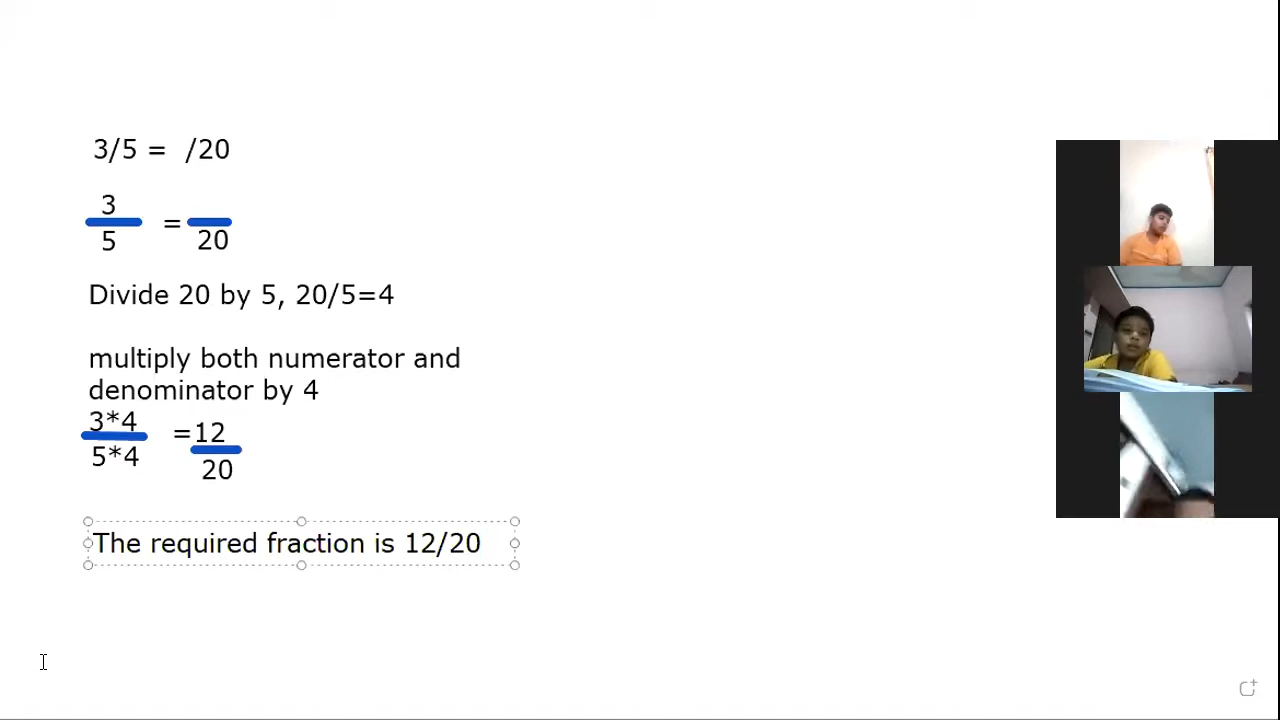 3/5 =  /20
3
5
=
20
Divide 20 by 5, 20/5=4
multiply both numerator and
denominator by 4
3*4
5*4
=12
20
The required fraction is 12/20